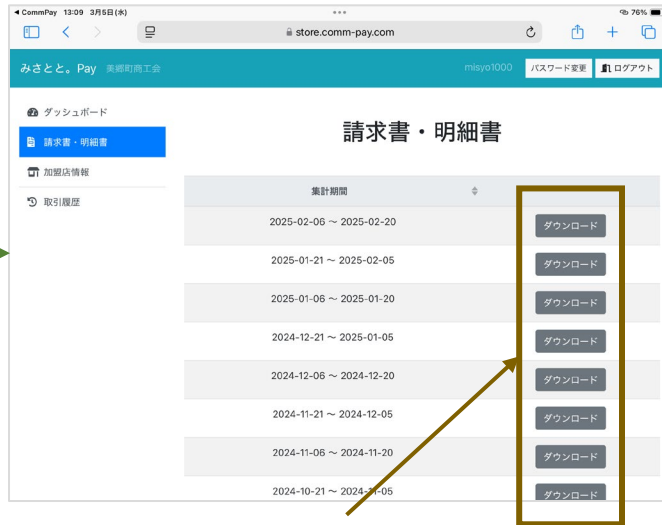 ◀ CommPay 13:09 3月5日(水)
76%
store.comm-pay.com
みさとと。Pay 美郷町商工会 misyo1000 パスワード変更 ログアウト
ダッシュボード
請求書・明細書
加盟店情報
取引履歴
請求書・明細書
集計期間
2025-02-06 ～ 2025-02-20 ダウンロード
2025-01-21 ～ 2025-02-05 ダウンロード
2025-01-06 ～ 2025-01-20 ダウンロード
2024-12-21 ～ 2025-01-05 ダウンロード
2024-12-06 ～ 2024-12-20 ダウンロード
2024-11-21 ～ 2024-12-05 ダウンロード
2024-11-06 ～ 2024-11-20 ダウンロード
2024-10-21 ～ 2024-11-05 ダウンロード